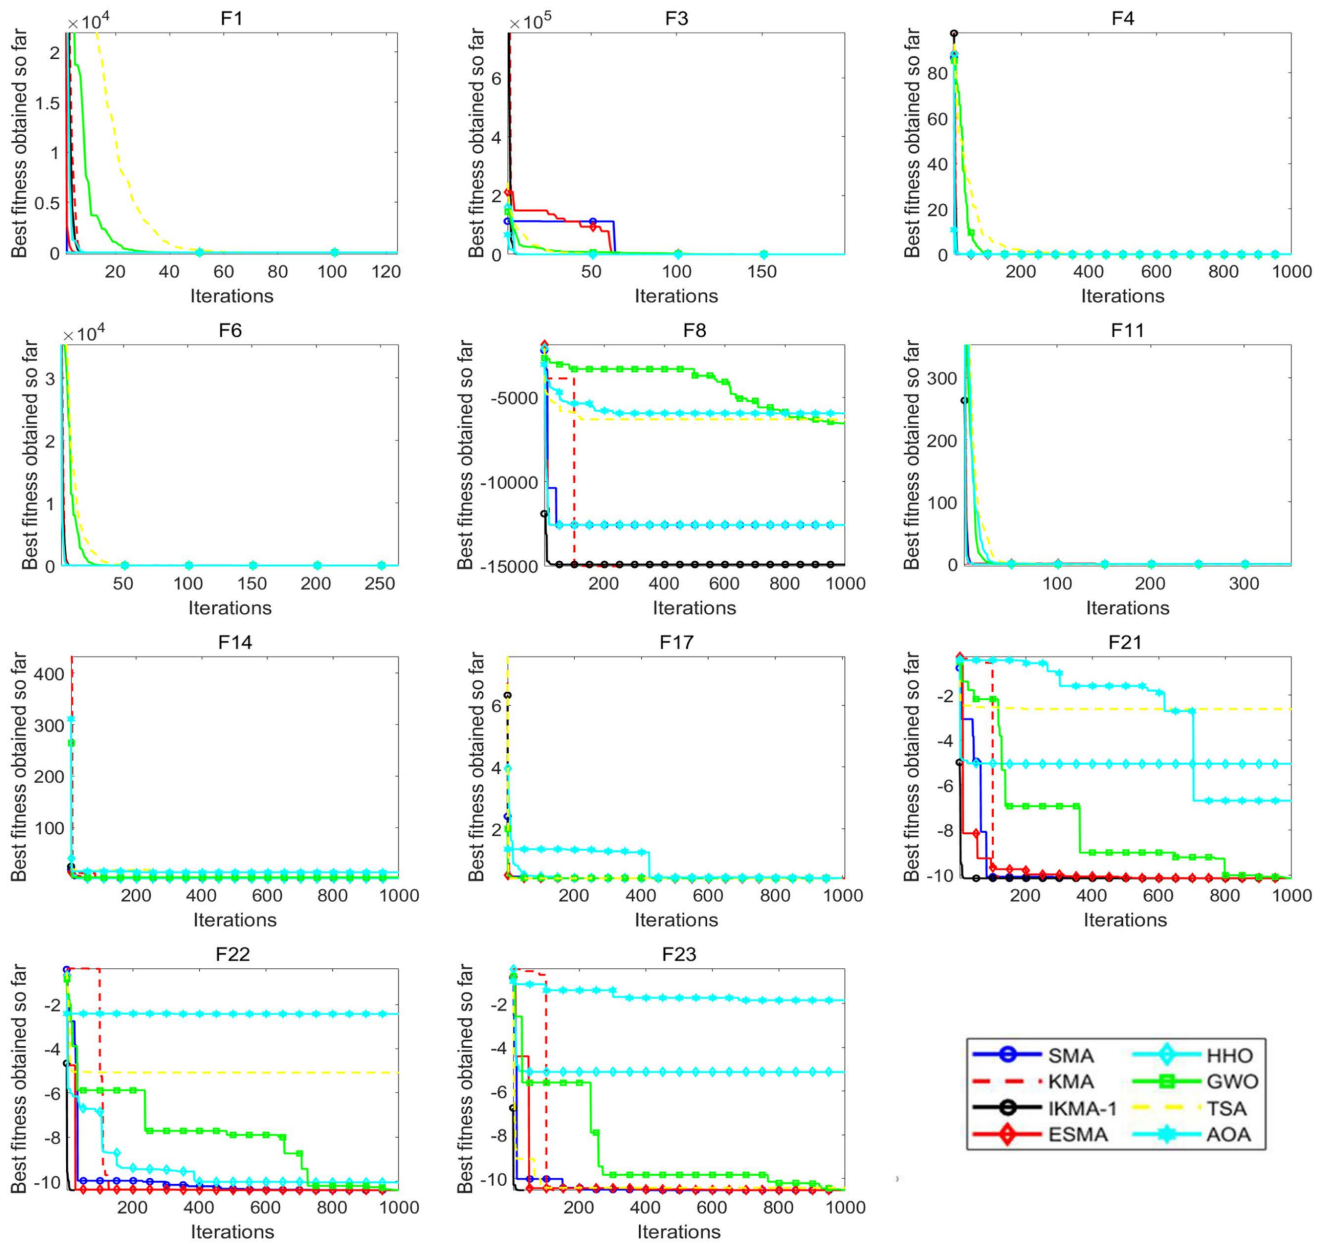 F1
×10^4
Best fitness obtained so far
2
1.5
1
0.5
0
20 40 60 80 100 120
Iterations
F3
×10^5
Best fitness obtained so far
6
4
2
0
50 100 150
Iterations
F4
Best fitness obtained so far
80
60
40
20
0
200 400 600 800 1000
Iterations
F6
×10^4
Best fitness obtained so far
3
2
1
0
50 100 150 200 250
Iterations
F8
Best fitness obtained so far
-5000
-10000
-15000
200 400 600 800 1000
Iterations
F11
Best fitness obtained so far
300
200
100
0
100 200 300
Iterations
F14
Best fitness obtained so far
400
300
200
100
200 400 600 800 1000
Iterations
F17
Best fitness obtained so far
6
4
2
200 400 600 800 1000
Iterations
F21
Best fitness obtained so far
-2
-4
-6
-8
-10
200 400 600 800 1000
Iterations
F22
Best fitness obtained so far
-2
-4
-6
-8
-10
200 400 600 800 1000
Iterations
F23
Best fitness obtained so far
-2
-4
-6
-8
-10
200 400 600 800 1000
Iterations
SMA HHO
KMA GWO
IKMA-1 TSA
ESMA AOA